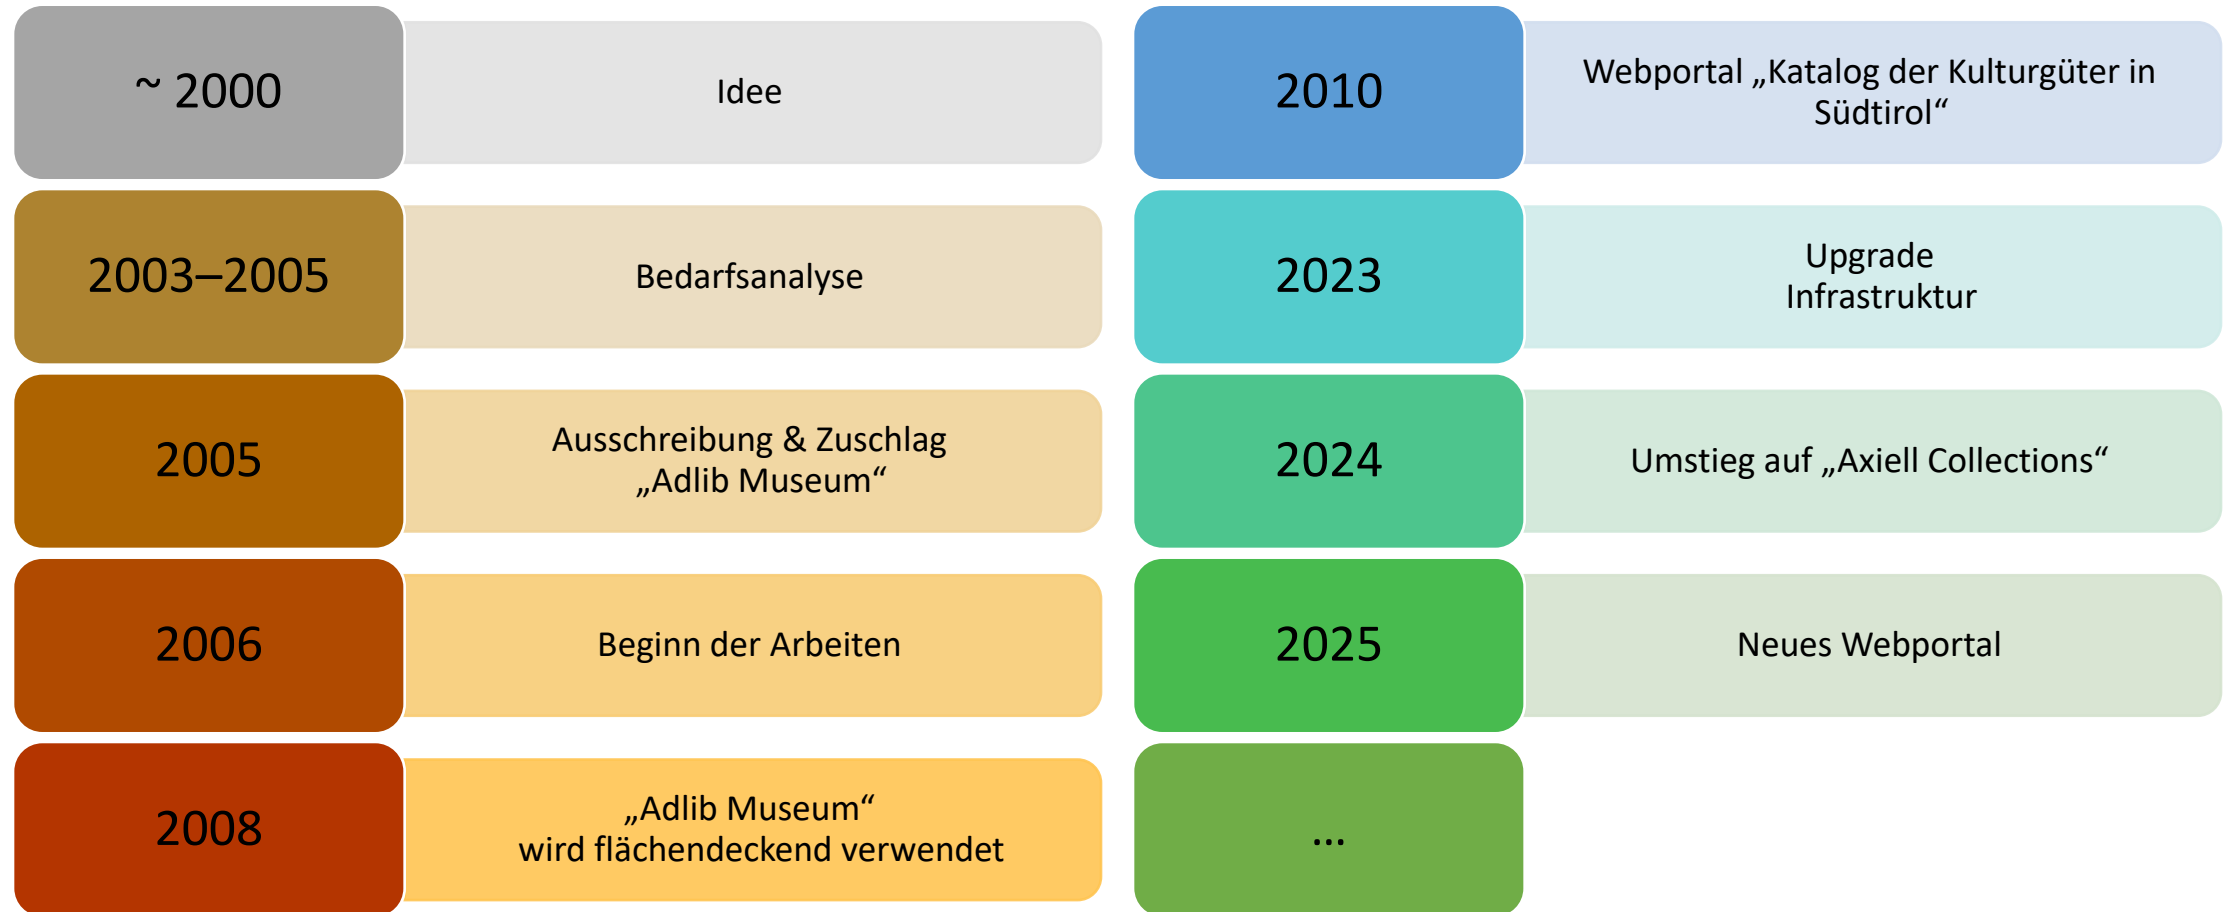 ~ 2000
Idee
2003–2005
Bedarfsanalyse
2005
Ausschreibung & Zuschlag
„Adlib Museum“
2006
Beginn der Arbeiten
2008
„Adlib Museum“
wird flächendeckend verwendet
2010
Webportal „Katalog der Kulturgüter in
Südtirol“
2023
Upgrade
Infrastruktur
2024
Umstieg auf „Axiell Collections“
2025
Neues Webportal
...